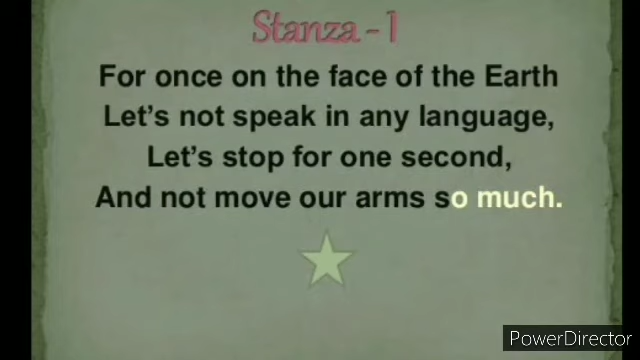 Stanza - 1
For once on the face of the Earth
Let's not speak in any language,
Let's stop for one second,
And not move our arms so much.
PowerDirector